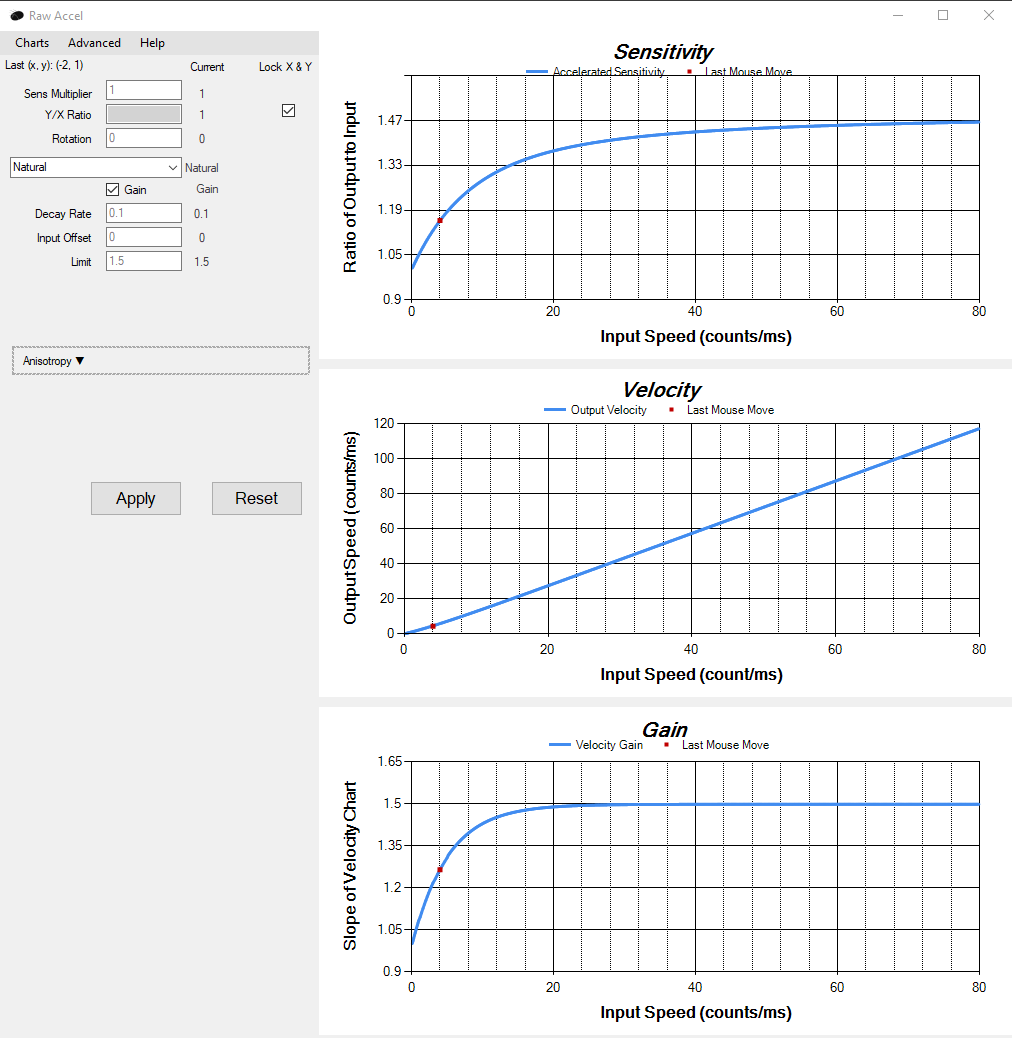 Raw Accel
Charts Advanced Help
Last (x, y): (-2, 1)
Current
Lock X & Y
Sens Multiplier 1 1
Y/X Ratio 1
Rotation 0 0
Natural Natural
Gain Gain
Decay Rate 0.1 0.1
Input Offset 0 0
Limit 1.5 1.5
Anisotropy ▼
Apply Reset
Sensitivity
Accelerated Sensitivity Last Mouse Move
Ratio of Output to Input
1.47
1.33
1.19
1.05
0.9
0 20 40 60 80
Input Speed (counts/ms)
Velocity
Output Velocity Last Mouse Move
Output Speed (counts/ms)
120
100
80
60
40
20
0
0 20 40 60 80
Input Speed (count/ms)
Gain
Velocity Gain Last Mouse Move
Slope of Velocity Chart
1.65
1.5
1.35
1.2
1.05
0.9
0 20 40 60 80
Input Speed (counts/ms)